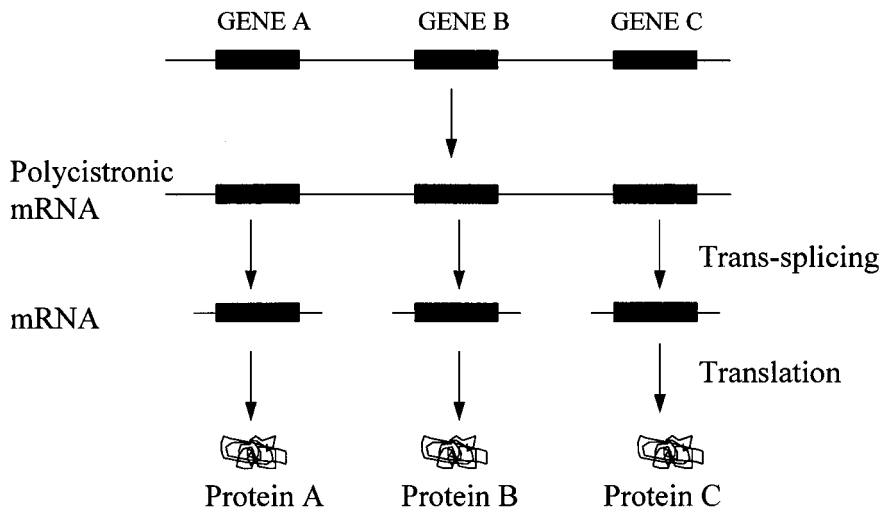 GENE A GENE B GENE C
Polycistronic
mRNA
Trans-splicing
mRNA
Translation
Protein A Protein B Protein C